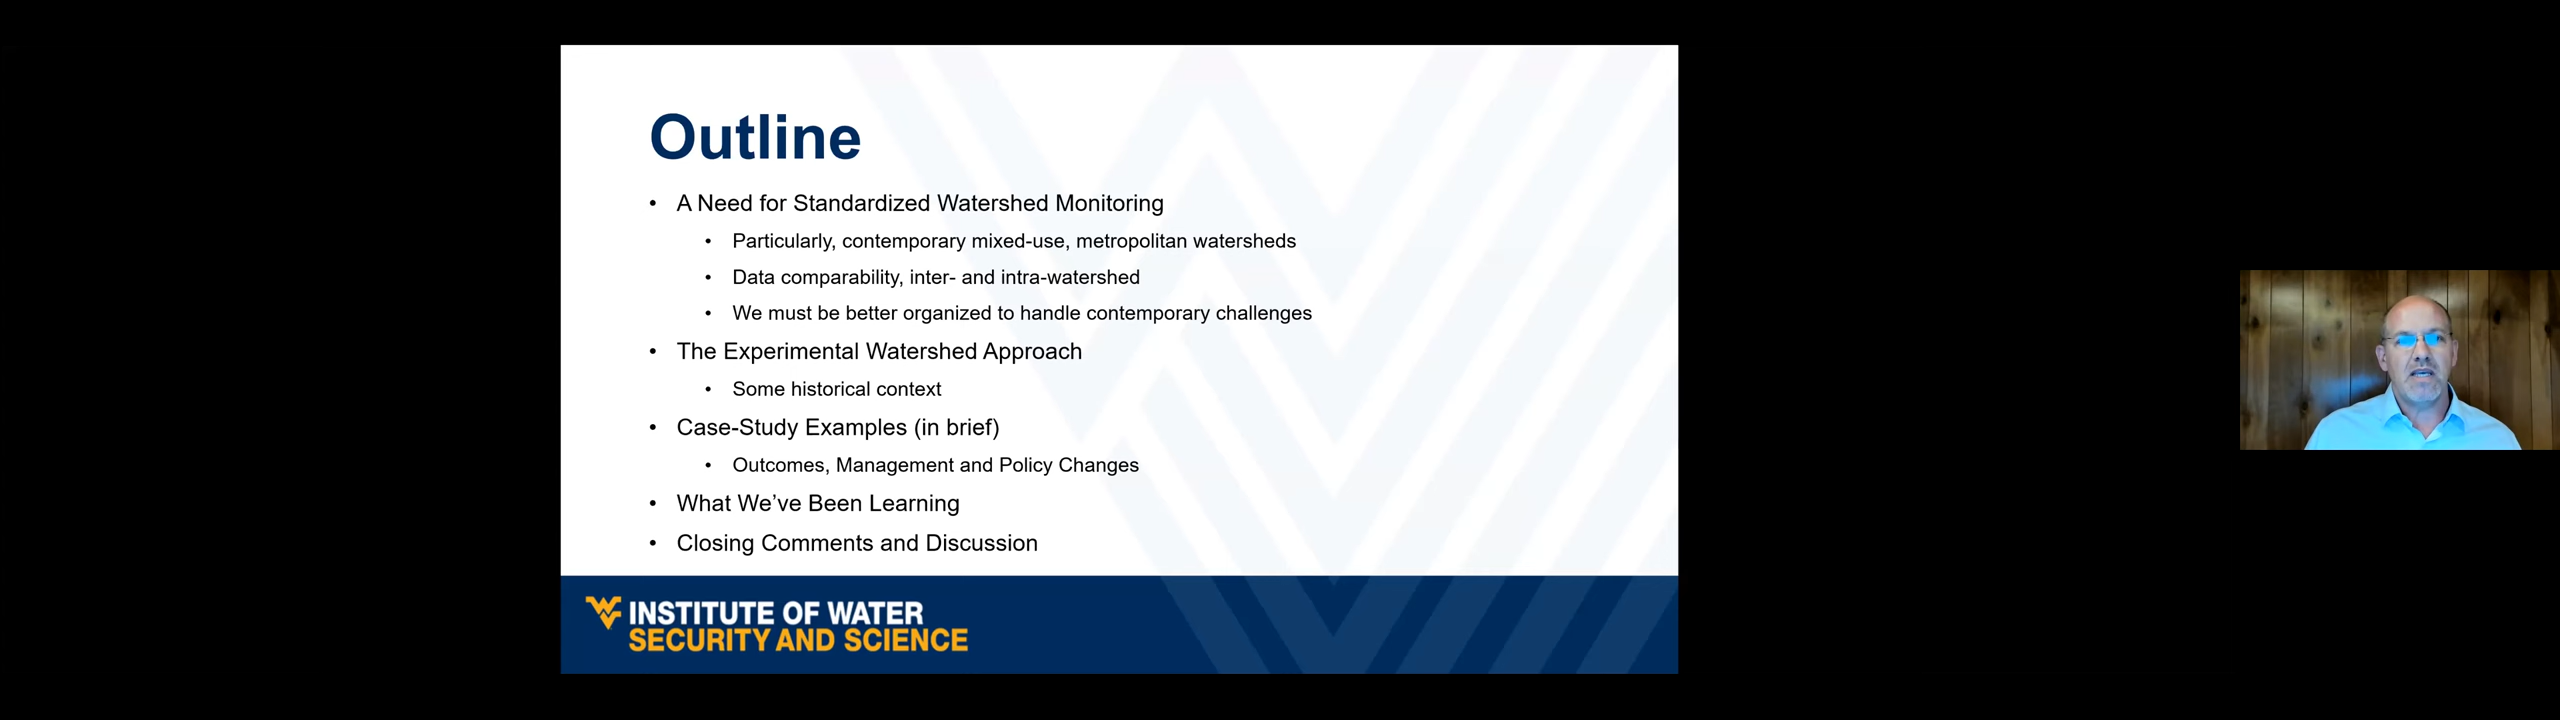 Outline
• A Need for Standardized Watershed Monitoring
• Particularly, contemporary mixed-use, metropolitan watersheds
• Data comparability, inter- and intra-watershed
• We must be better organized to handle contemporary challenges
• The Experimental Watershed Approach
• Some historical context
• Case-Study Examples (in brief)
• Outcomes, Management and Policy Changes
• What We’ve Been Learning
• Closing Comments and Discussion
INSTITUTE OF WATER
SECURITY AND SCIENCE